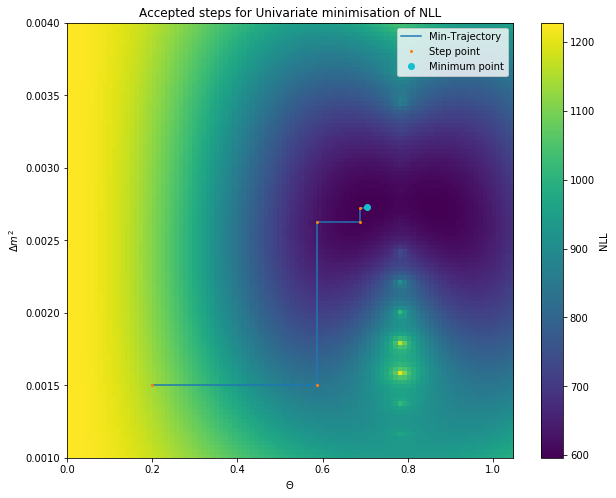 Accepted steps for Univariate minimisation of NLL
Min-Trajectory
Step point
Minimum point
0.0040
0.0035
0.0030
0.0025
0.0020
0.0015
0.0010
Δm²
0.0
0.2
0.4
0.6
0.8
1.0
Θ
1200
1100
1000
900
800
700
600
NLL